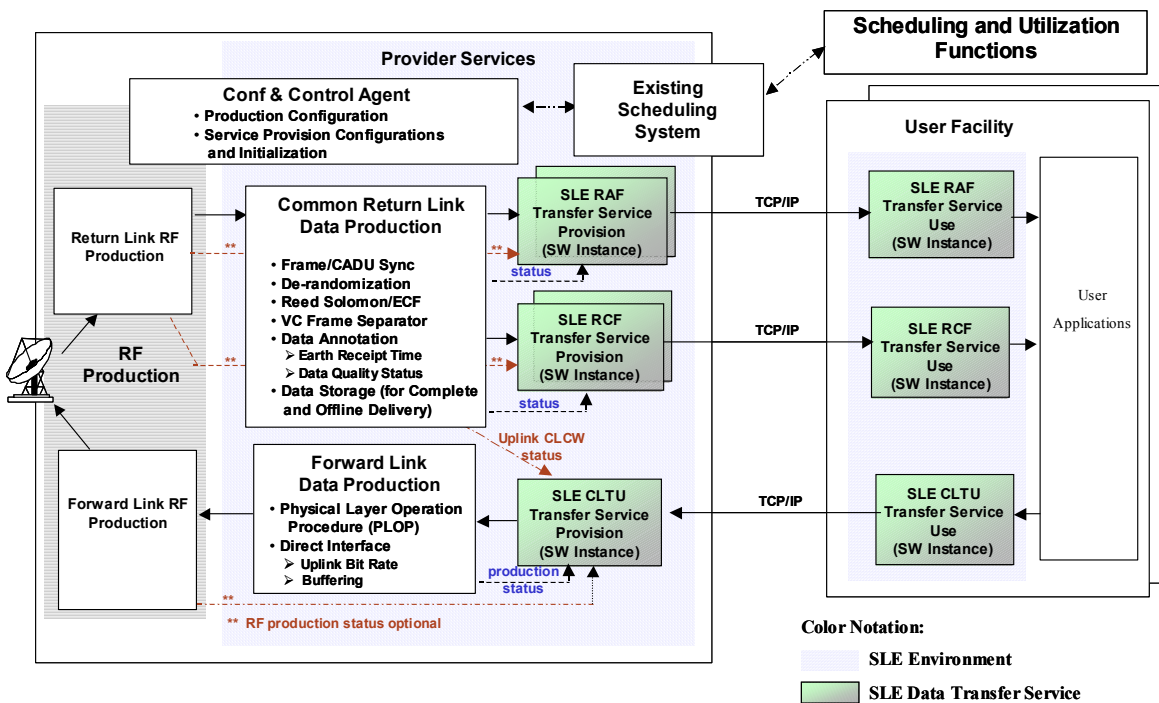 Scheduling and Utilization
Functions
Provider Services
Conf & Control Agent
• Production Configuration
• Service Provision Configurations
and Initialization
Existing
Scheduling
System
User Facility
Return Link RF
Production
Common Return Link
Data Production
• Frame/CADU Sync
• De-randomization
• Reed Solomon/ECF
• VC Frame Separator
• Data Annotation
➢ Earth Receipt Time
➢ Data Quality Status
• Data Storage (for Complete
and Offline Delivery)
**
**
SLE RAF
Transfer Service
Provision
(SW Instance)
status
TCP/IP
SLE RAF
Transfer Service
Use
(SW Instance)
**
**
SLE RCF
Transfer Service
Provision
(SW Instance)
status
TCP/IP
SLE RCF
Transfer Service
Use
(SW Instance)
User
Applications
RF
Production
Uplink CLCW
status
Forward Link RF
Production
Forward Link
Data Production
• Physical Layer Operation
Procedure (PLOP)
• Direct Interface
➢ Uplink Bit Rate
➢ Buffering
SLE CLTU
Transfer Service
Provision
(SW Instance)
production
status
TCP/IP
SLE CLTU
Transfer Service
Use
(SW Instance)
**
** RF production status optional
Color Notation:
SLE Environment
SLE Data Transfer Service